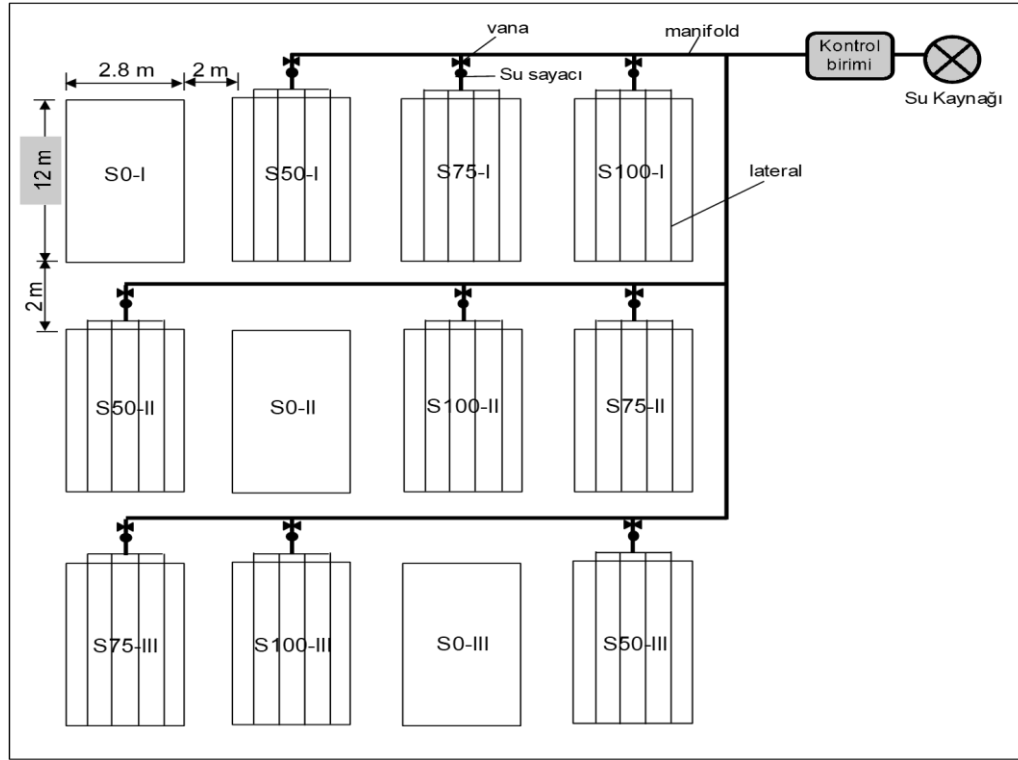 vana
manifold
Kontrol
birimi
2.8 m
2 m
Su sayacı
Su Kaynağı
12 m
S0-I
S50-I
S75-I
S100-I
lateral
2 m
S50-II
S0-II
S100-II
S75-II
S75-III
S100-III
S0-III
S50-III